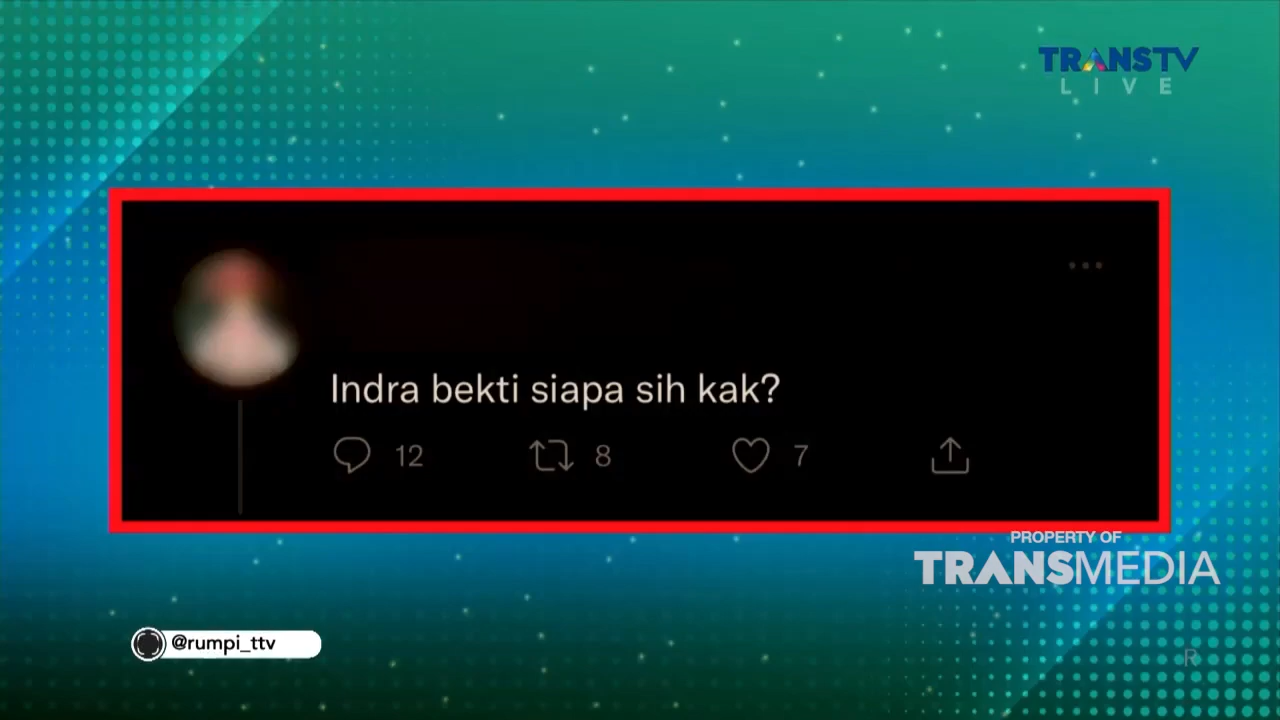 TRANSTV
LIVE
Indra bekti siapa sih kak?
12 8 7
PROPERTY OF
TRANSMEDIA
@rumpi_ttv
R